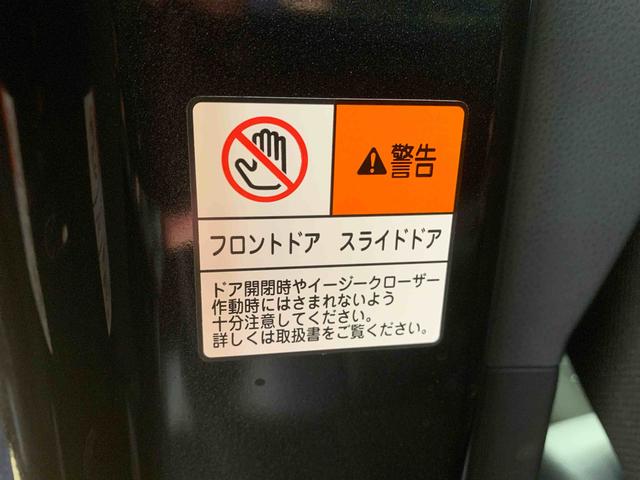 警告
フロントドア スライドドア
ドア開閉時やイージークローザー
作動時にはさまれないよう
十分注意してください。
詳しくは取扱書をご覧ください。